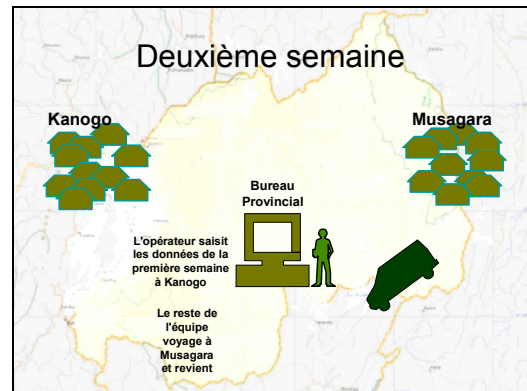 Deuxième semaine
Kanogo
Musagara
Bureau
Provincial
L'opérateur saisit
les données de la
première semaine
à Kanogo
Le reste de
l'équipe
voyage à
Musagara
et revient